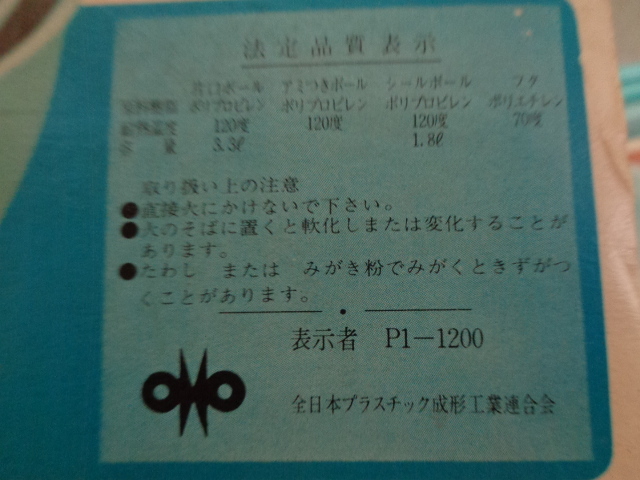 法定品質表示
片口ボール アミつきボール シールボール フタ
原料樹脂 ポリプロピレン ポリプロピレン ポリプロピレン ポリエチレン
耐熱温度 120度 120度 120度 70度
容量 3.3ℓ 1.8ℓ
取り扱い上の注意
●直接火にかけないで下さい。
●火のそばに置くと軟化しまたは変化することが
あります。
●たわし または みがき粉でみがくときずがつ
くことがあります。
表示者 P1-1200
全日本プラスチック成形工業連合会